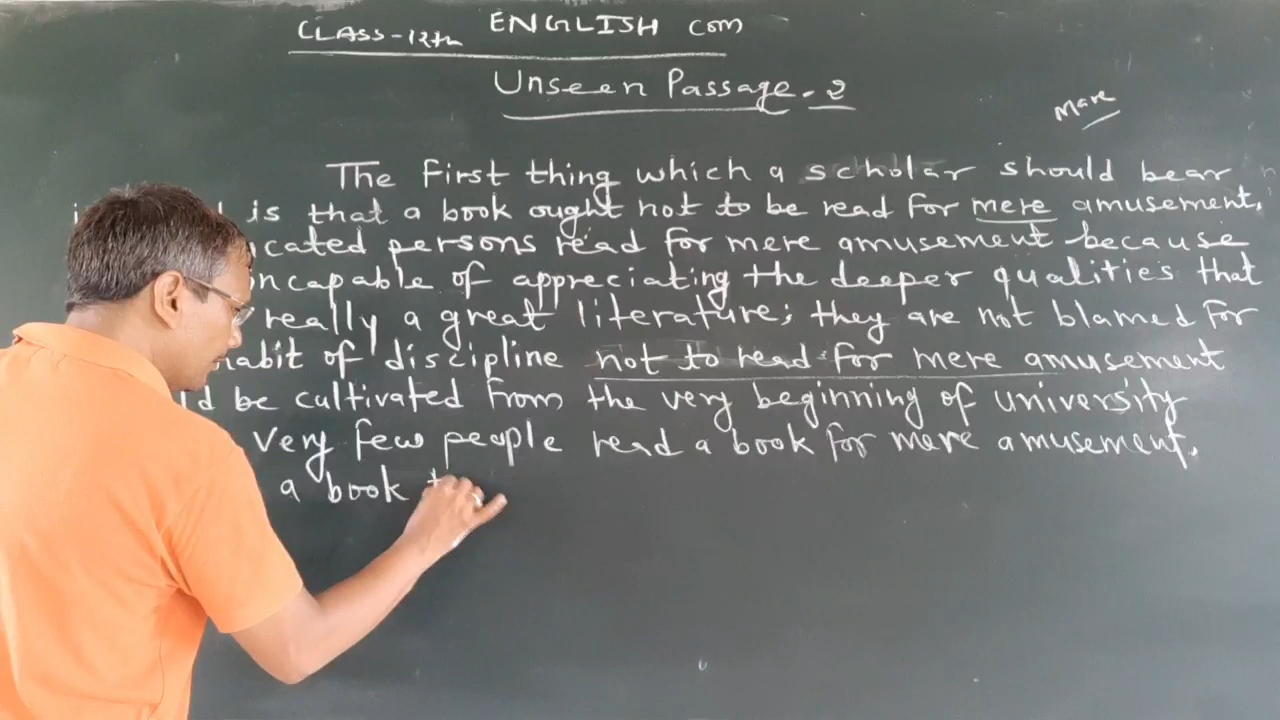 CLASS-12th ENGLISH COM
Unseen Passage. 2
Mare
The first thing which a scholar should bear
is that a book ought not to be read for mere amusement.
cated persons read for mere amusement because
ncapable of appreciating the deeper qualities that
really a great literature; they are not blamed for
habit of discipline not to read for mere amusement
ld be cultivated from the very beginning of university
Very few people read a book for mere amusement.
a book